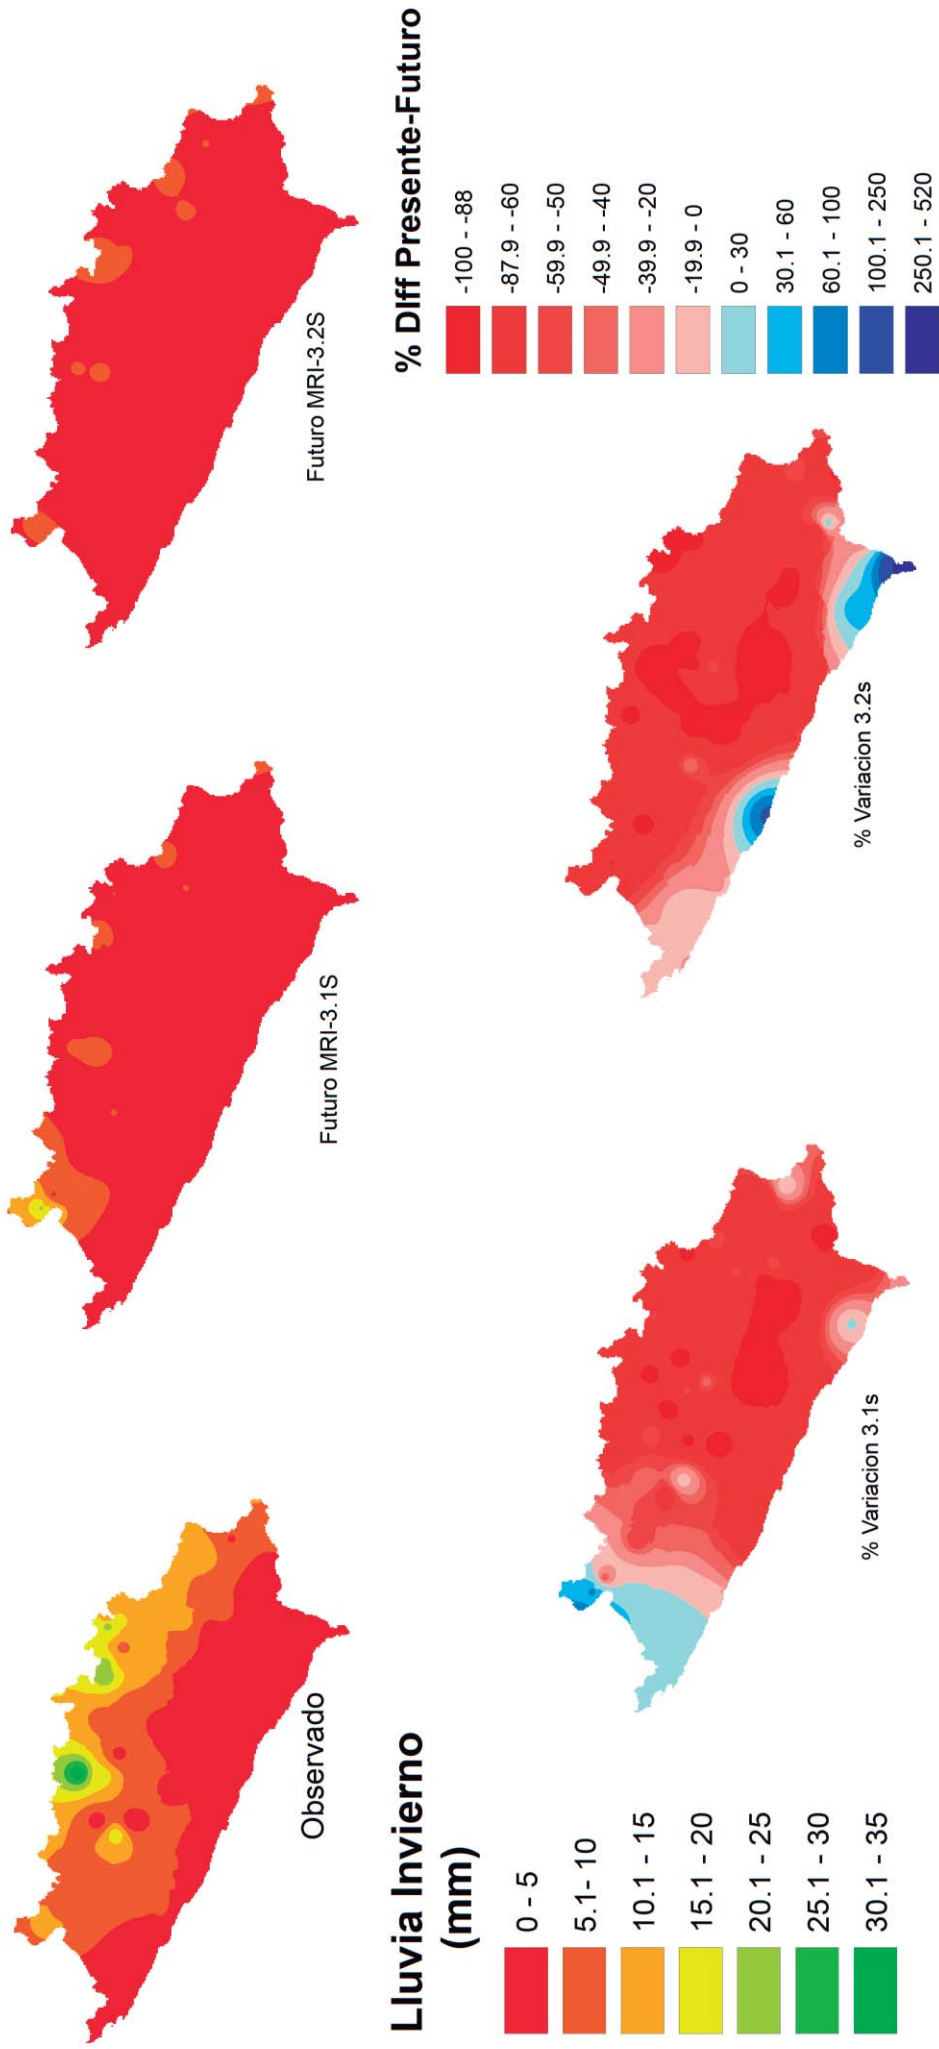 Observado
Futuro MRI-3.1S
Futuro MRI-3.2S
Lluvia Invierno
(mm)
0 - 5
5.1- 10
10.1 - 15
15.1 - 20
20.1 - 25
25.1 - 30
30.1 - 35
% Variacion 3.1s
% Variacion 3.2s
% DIff Presente-Futuro
-100 - -88
-87.9 - -60
-59.9 - -50
-49.9 - -40
-39.9 - -20
-19.9 - 0
0 - 30
30.1 - 60
60.1 - 100
100.1 - 250
250.1 - 520